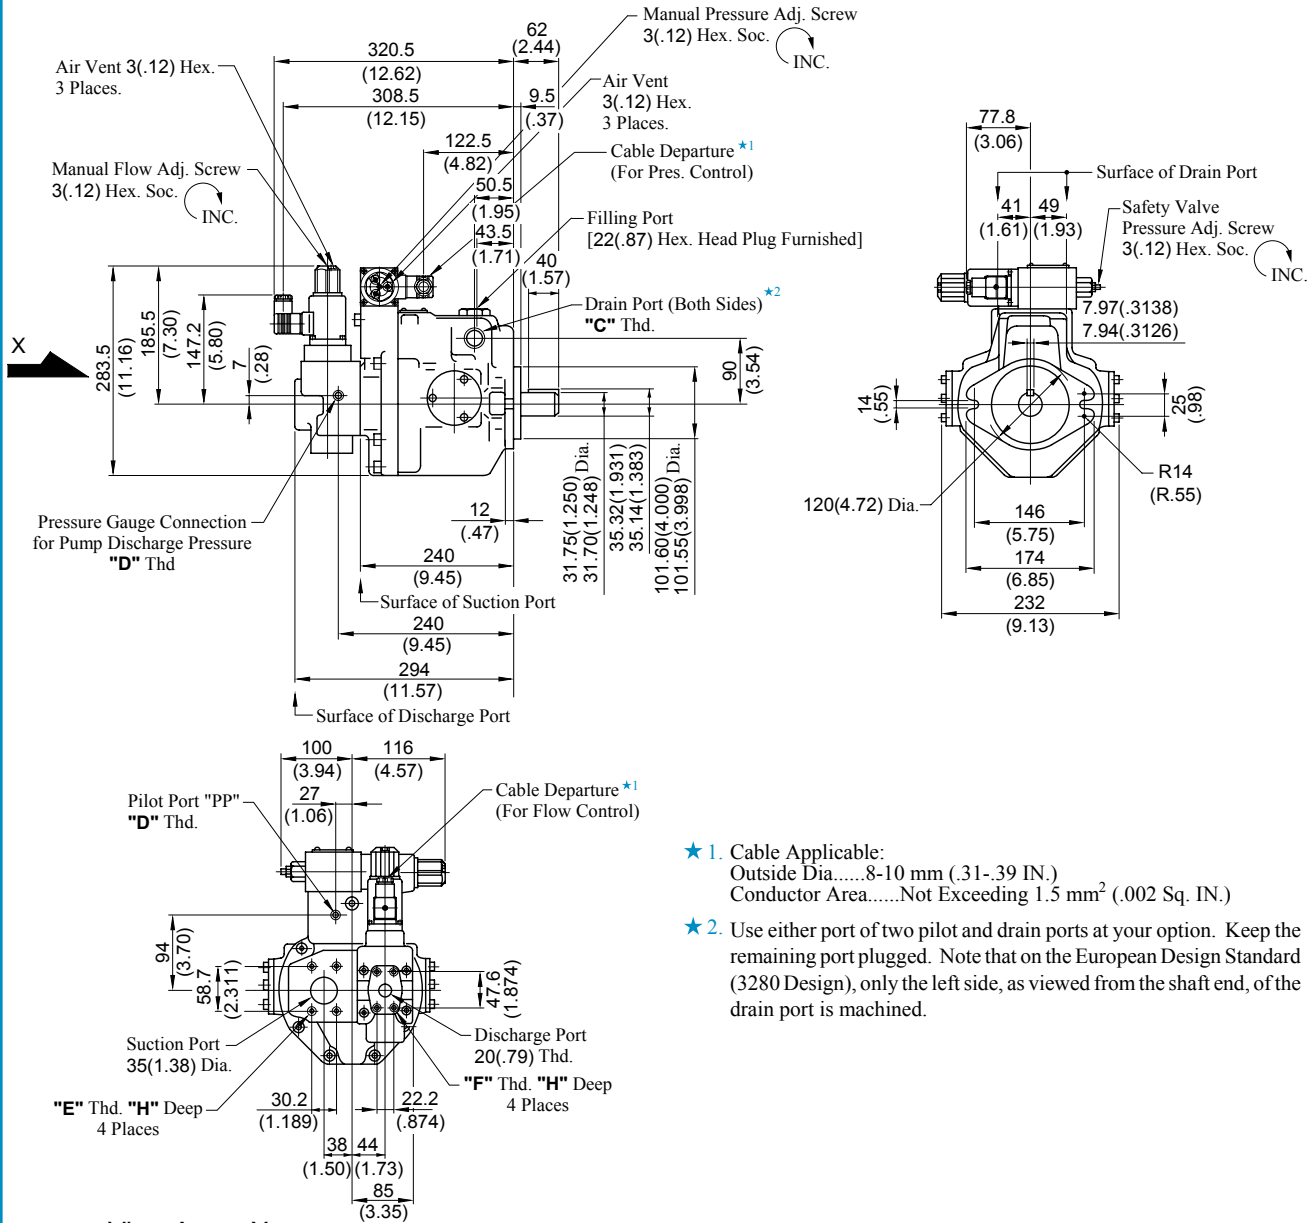 Manual Pressure Adj. Screw
3(.12) Hex. Soc.
INC.
62
(2.44)
320.5
(12.62)
Air Vent 3(.12) Hex.
3 Places.
308.5
(12.15)
9.5
(.37)
Air Vent
3(.12) Hex.
3 Places.
122.5
(4.82)
Cable Departure ★1
(For Pres. Control)
Manual Flow Adj. Screw
3(.12) Hex. Soc.
INC.
50.5
(1.95)
Filling Port
[22(.87) Hex. Head Plug Furnished]
43.5
(1.71)
40
(1.57)
Drain Port (Both Sides) ★2
"C" Thd.
X
283.5
(11.16)
185.5
(7.30)
147.2
(5.80)
7
(.28)
90
(3.54)
Pressure Gauge Connection
for Pump Discharge Pressure
"D" Thd
12
(.47)
31.75(1.250) Dia.
31.70(1.248)
35.32(1.931)
35.14(1.383)
101.60(4.000) Dia.
101.55(3.998)
240
(9.45)
Surface of Suction Port
240
(9.45)
294
(11.57)
Surface of Discharge Port
77.8
(3.06)
Surface of Drain Port
41
(1.61)
49
(1.93)
Safety Valve
Pressure Adj. Screw
3(.12) Hex. Soc.
INC.
7.97(.3138)
7.94(.3126)
14
(.55)
25
(.98)
R14
(R.55)
120(4.72) Dia.
146
(5.75)
174
(6.85)
232
(9.13)
100
(3.94)
116
(4.57)
27
(1.06)
Pilot Port "PP"
"D" Thd.
Cable Departure ★1
(For Flow Control)
94
(3.70)
58.7
(2.311)
47.6
(1.874)
Suction Port
35(1.38) Dia.
Discharge Port
20(.79) Thd.
"E" Thd. "H" Deep
4 Places
"F" Thd. "H" Deep
4 Places
30.2
(1.189)
22.2
(.874)
38
(1.50)
44
(1.73)
85
(3.35)
★ 1. Cable Applicable:
Outside Dia......8-10 mm (.31-.39 IN.)
Conductor Area......Not Exceeding 1.5 mm² (.002 Sq. IN.)
★ 2. Use either port of two pilot and drain ports at your option. Keep the
remaining port plugged. Note that on the European Design Standard
(3280 Design), only the left side, as viewed from the shaft end, of the
drain port is machined.